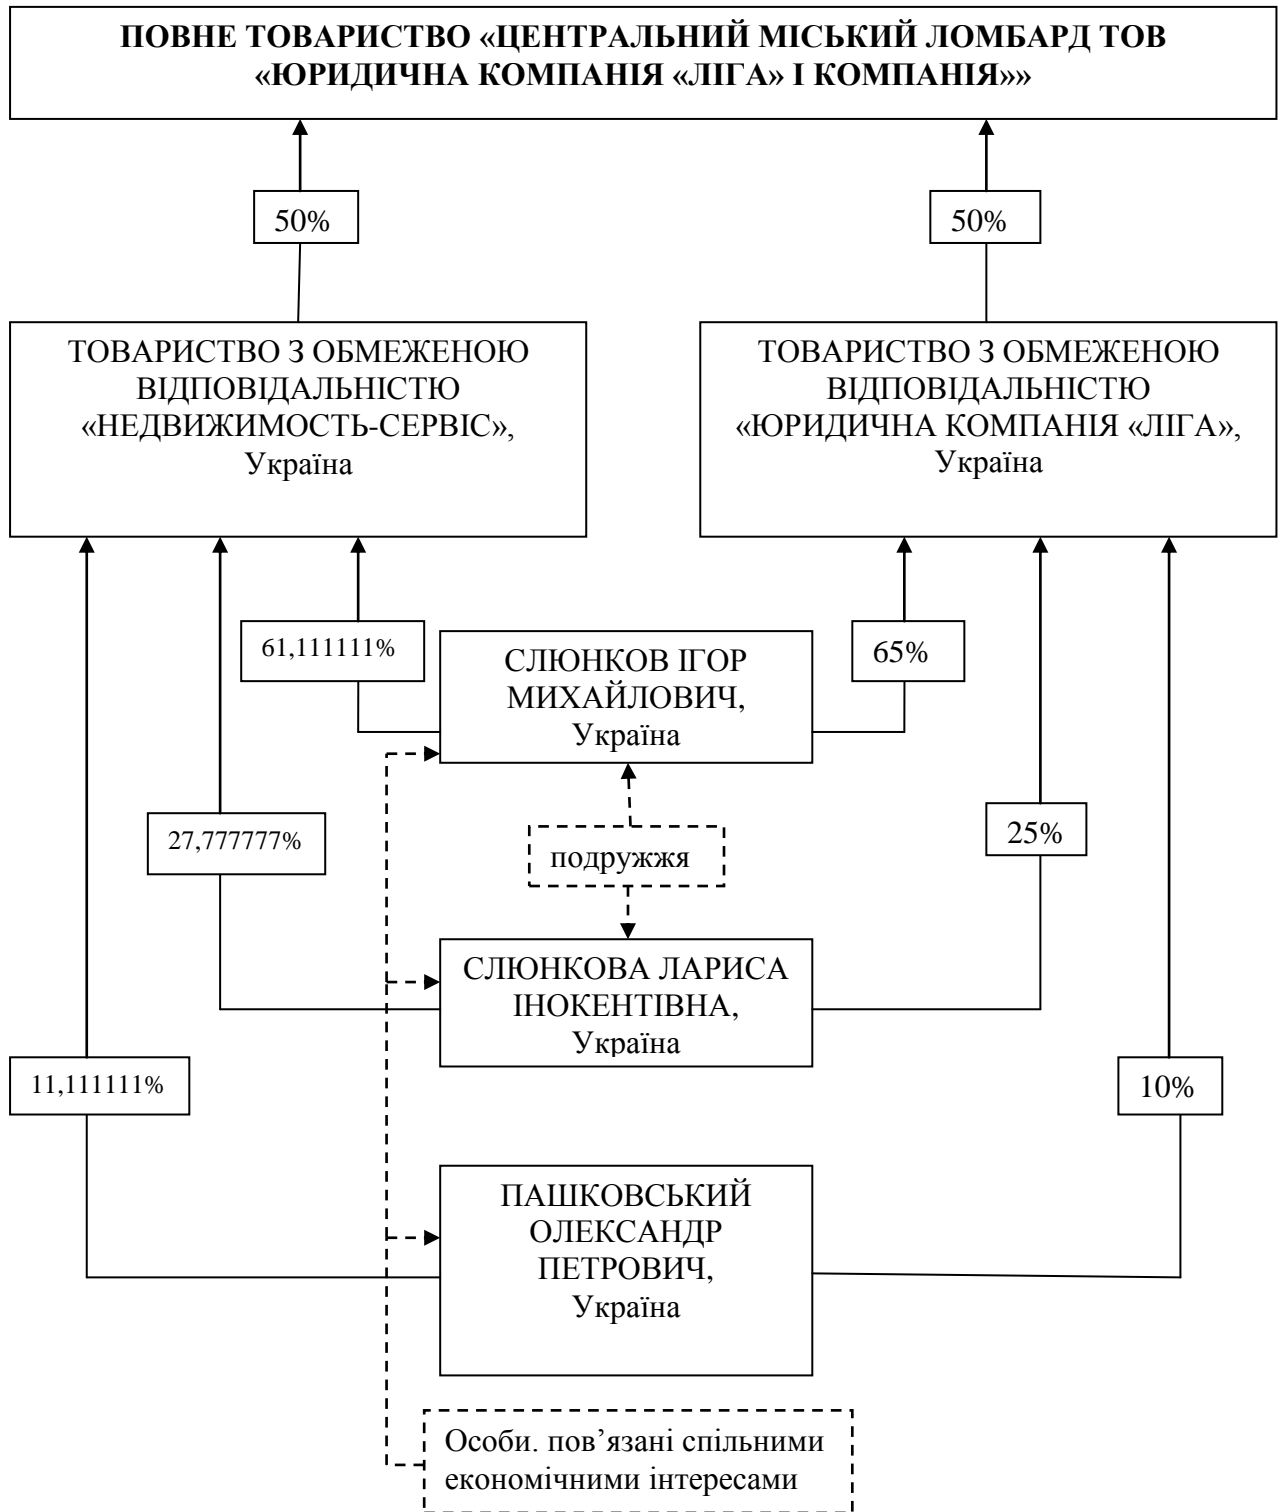 ПОВНЕ ТОВАРИСТВО «ЦЕНТРАЛЬНИЙ МІСЬКИЙ ЛОМБАРД ТОВ
«ЮРИДИЧНА КОМПАНІЯ «ЛІГА» І КОМПАНІЯ»»
50%
50%
ТОВАРИСТВО З ОБМЕЖЕНОЮ
ВІДПОВІДАЛЬНІСТЮ
«НЕДВИЖИМОСТЬ-СЕРВІС»,
Україна
ТОВАРИСТВО З ОБМЕЖЕНОЮ
ВІДПОВІДАЛЬНІСТЮ
«ЮРИДИЧНА КОМПАНІЯ «ЛІГА»,
Україна
61,111111%
СЛЮНКОВ ІГОР
МИХАЙЛОВИЧ,
Україна
65%
27,777777%
подружжя
25%
СЛЮНКОВА ЛАРИСА
ІНОКЕНТІВНА,
Україна
11,111111%
10%
ПАШКОВСЬКИЙ
ОЛЕКСАНДР
ПЕТРОВИЧ,
Україна
Особи. пов’язані спільними
економічними інтересами